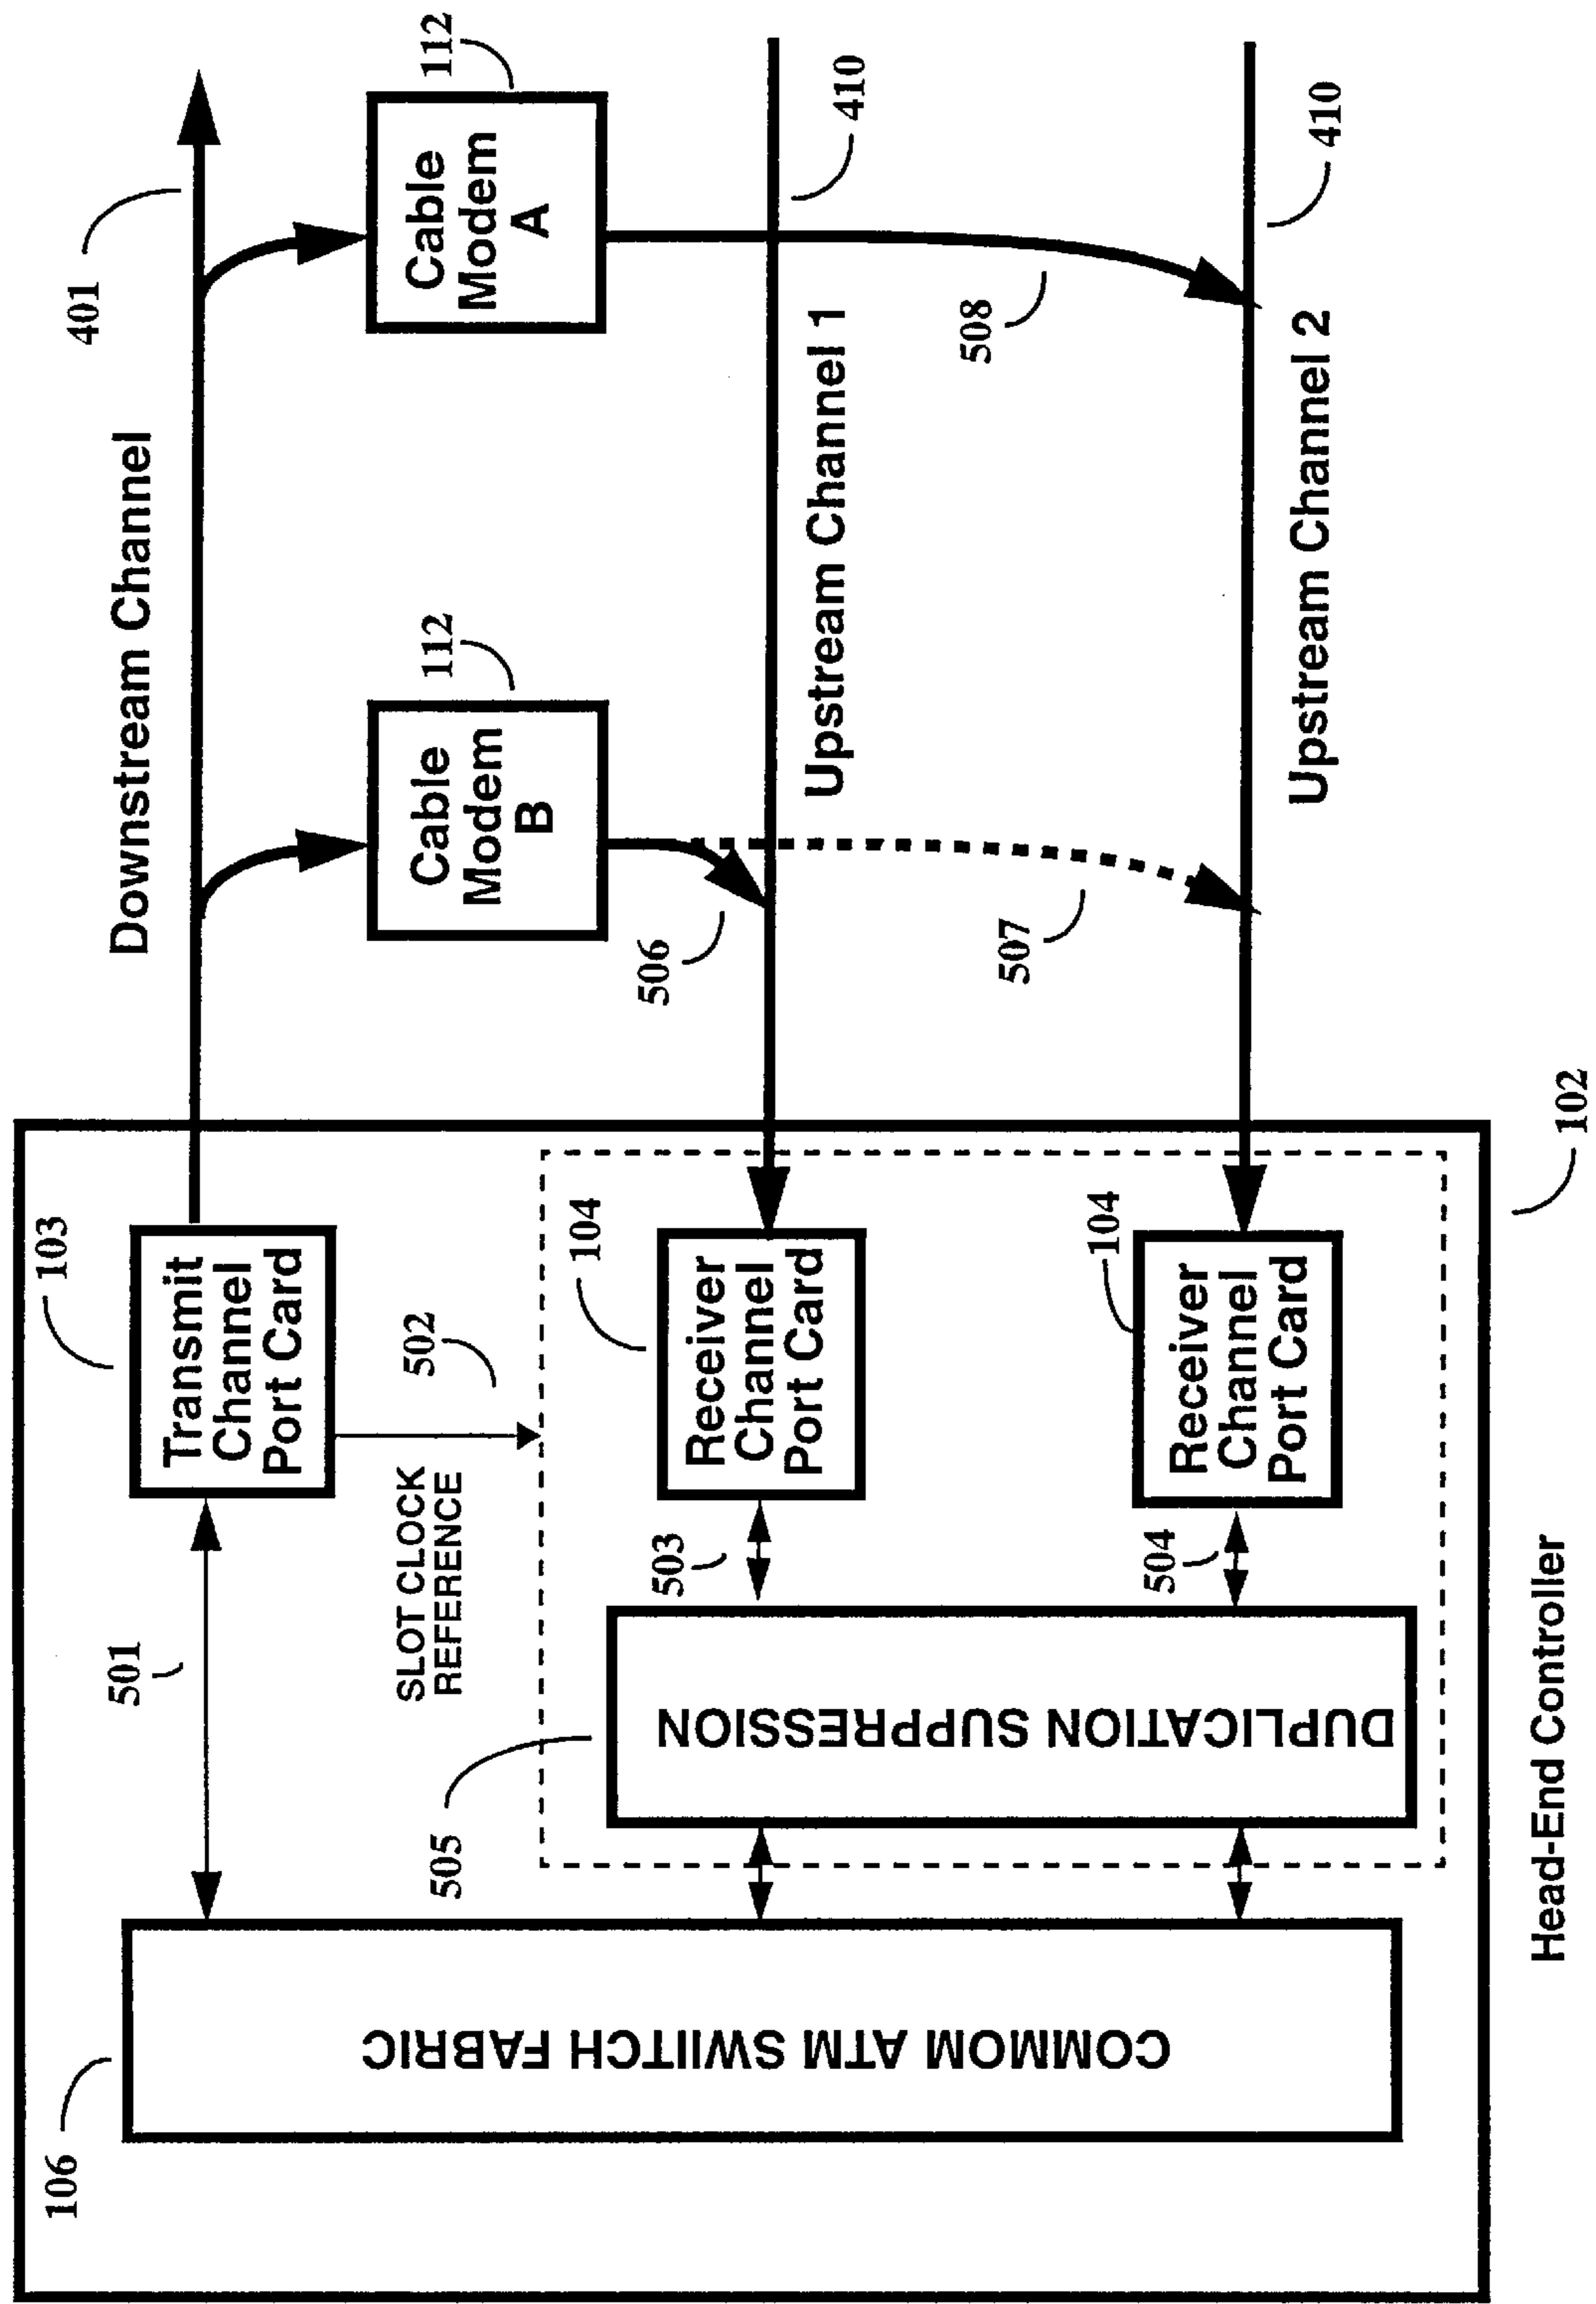 106
103
401
501
Downstream Channel
Transmit
Channel
Port Card
502
SLOT CLOCK
REFERENCE
112
Cable
Modem
B
112
Cable
Modem
A
505
DUPLICATION SUPPRESSION
COMMOM ATM SWIITCH FABRIC
104
503
Receiver
Channel
Port Card
506
Upstream Channel 1
410
507
508
104
504
Receiver
Channel
Port Card
Upstream Channel 2
410
Head-End Controller
102